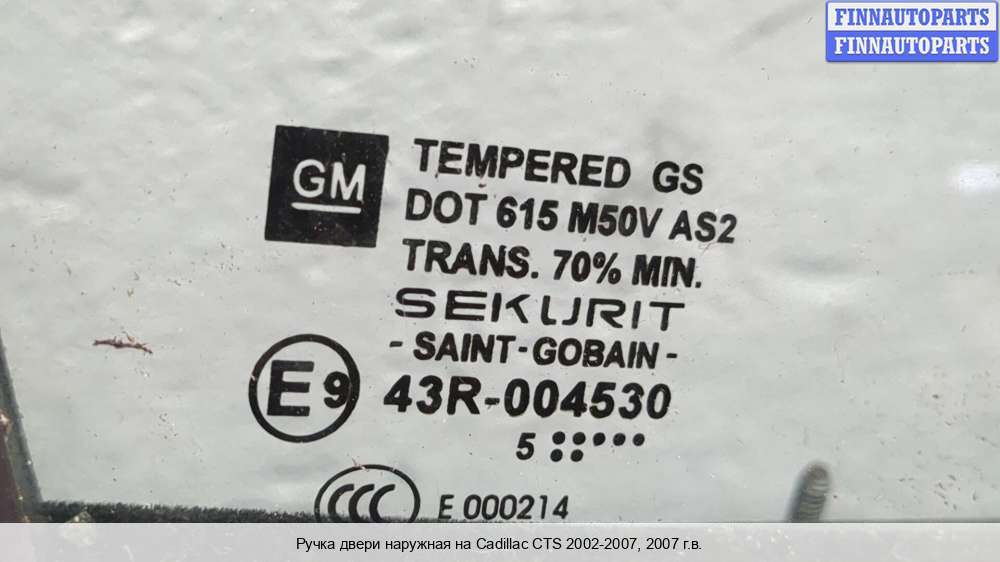 FINNAUTOPARTS
FINNAUTOPARTS
GM
TEMPERED GS
DOT 615 M50V AS2
TRANS. 70% MIN.
SEKURIT
- SAINT-GOBAIN -
E9 43R-004530
5
CCC E 000214
Ручка двери наружная на Cadillac CTS 2002-2007, 2007 г.в.